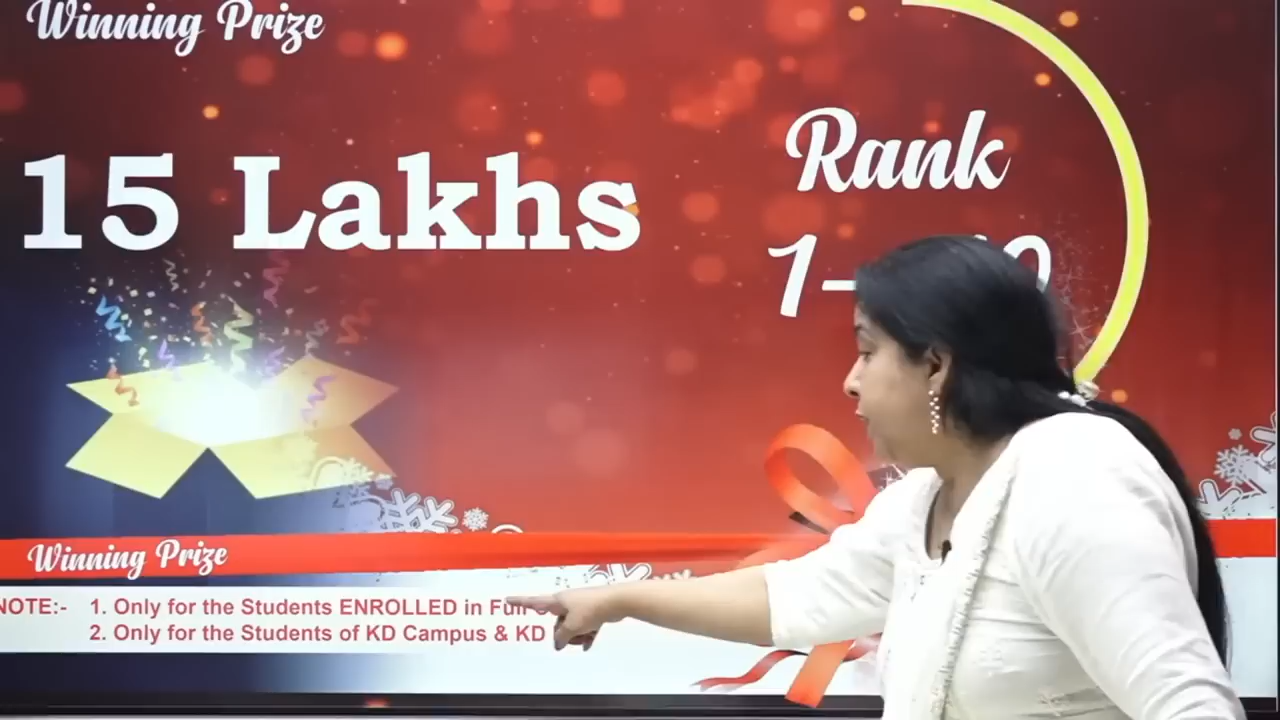 Winning Prize
15 Lakhs
Rank
1-
Winning Prize
NOTE:- 1. Only for the Students ENROLLED in
2. Only for the Students of KD Campus & KD